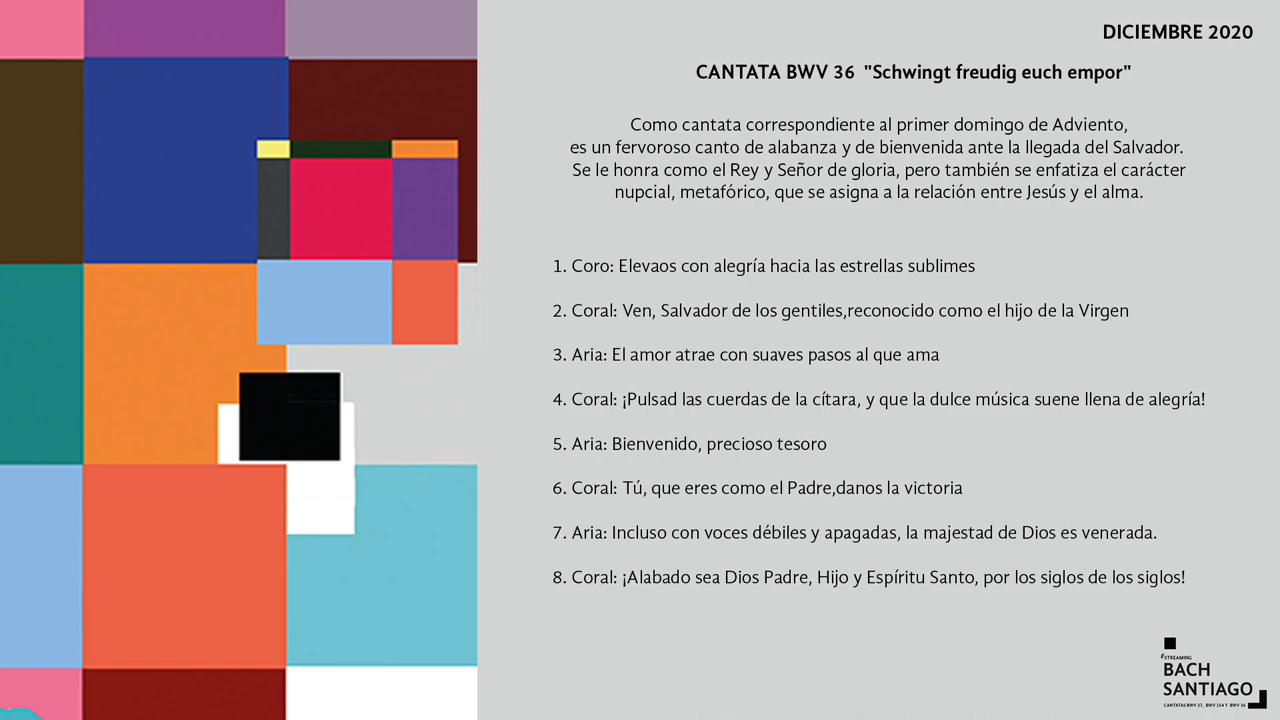 DICIEMBRE 2020
CANTATA BWV 36 "Schwingt freudig euch empor"
Como cantata correspondiente al primer domingo de Adviento,
es un fervoroso canto de alabanza y de bienvenida ante la llegada del Salvador.
Se le honra como el Rey y Señor de gloria, pero también se enfatiza el carácter
nupcial, metafórico, que se asigna a la relación entre Jesús y el alma.
1. Coro: Elevaos con alegría hacia las estrellas sublimes
2. Coral: Ven, Salvador de los gentiles,reconocido como el hijo de la Virgen
3. Aria: El amor atrae con suaves pasos al que ama
4. Coral: ¡Pulsad las cuerdas de la cítara, y que la dulce música suene llena de alegría!
5. Aria: Bienvenido, precioso tesoro
6. Coral: Tú, que eres como el Padre,danos la victoria
7. Aria: Incluso con voces débiles y apagadas, la majestad de Dios es venerada.
8. Coral: ¡Alabado sea Dios Padre, Hijo y Espíritu Santo, por los siglos de los siglos!
STREAMING
BACH
SANTIAGO
CANTATAS BWV 37, BWV 154 Y BWV 36